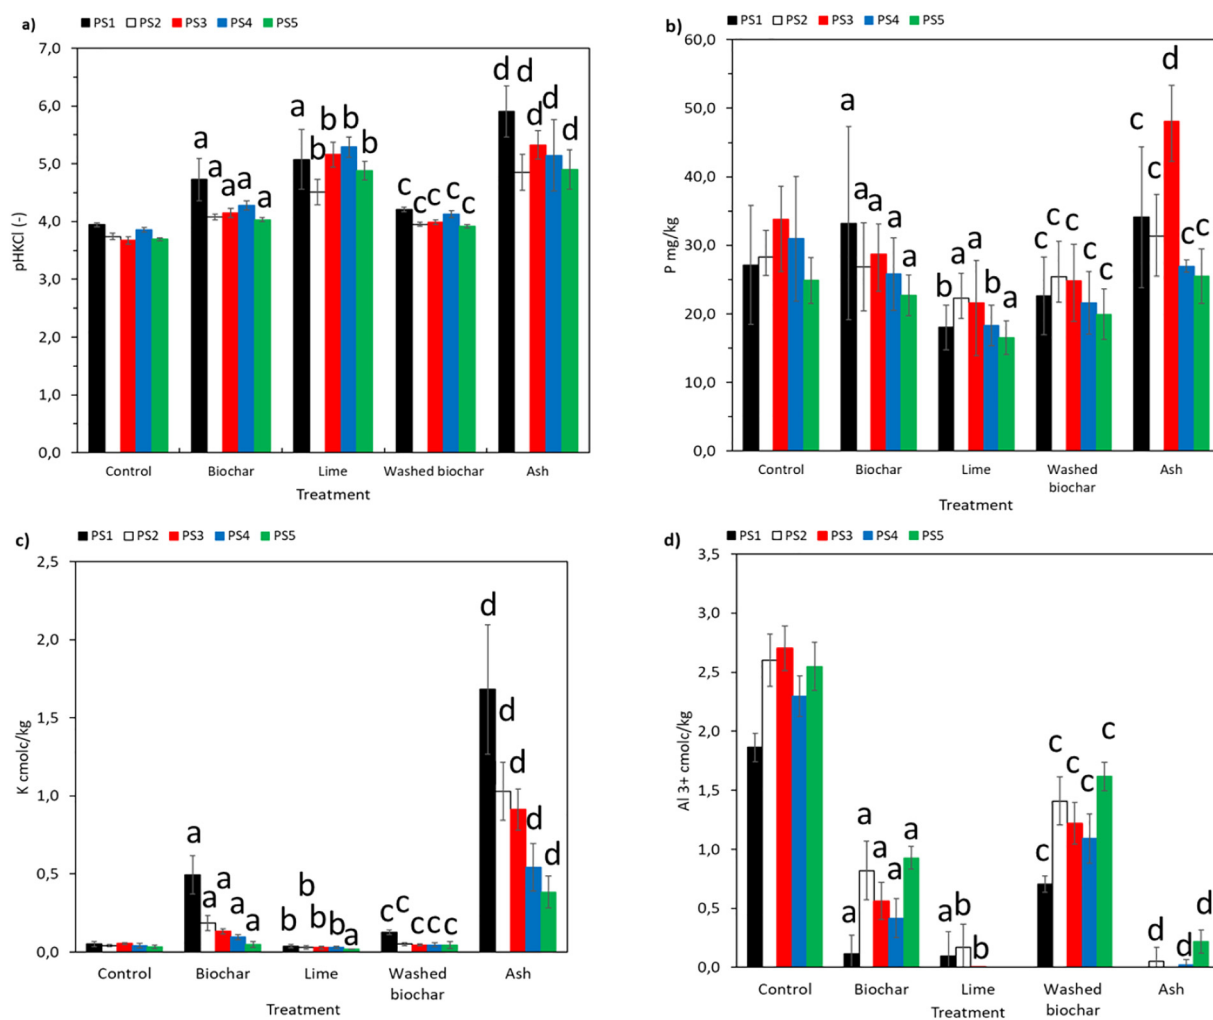 a)
PS1 PS2 PS3 PS4 PS5
7,0
6,0
5,0
4,0
3,0
2,0
1,0
0,0
pHKCl (-)
a a a a a
a b b b b
c c c c c
d d d d d
Control Biochar Lime Washed biochar Ash
Treatment
b)
PS1 PS2 PS3 PS4 PS5
60,0
50,0
40,0
30,0
20,0
10,0
0,0
P mg/kg
a a a a a
b a a b a
c c c c c
c c d c c
Control Biochar Lime Washed Ash
biochar
Treatment
c)
PS1 PS2 PS3 PS4 PS5
2,5
2,0
1,5
1,0
0,5
0,0
K cmolc/kg
a a a a a
b b b b a
c c c c c
d d d d d
Control Biochar Lime Washed Ash
biochar
Treatment
d)
PS1 PS2 PS3 PS4 PS5
3,5
3,0
2,5
2,0
1,5
1,0
0,5
0,0
Al 3+ cmolc/kg
a a a a a
a b b
c c c c c
d d d
Control Biochar Lime Washed Ash
biochar
Treatment